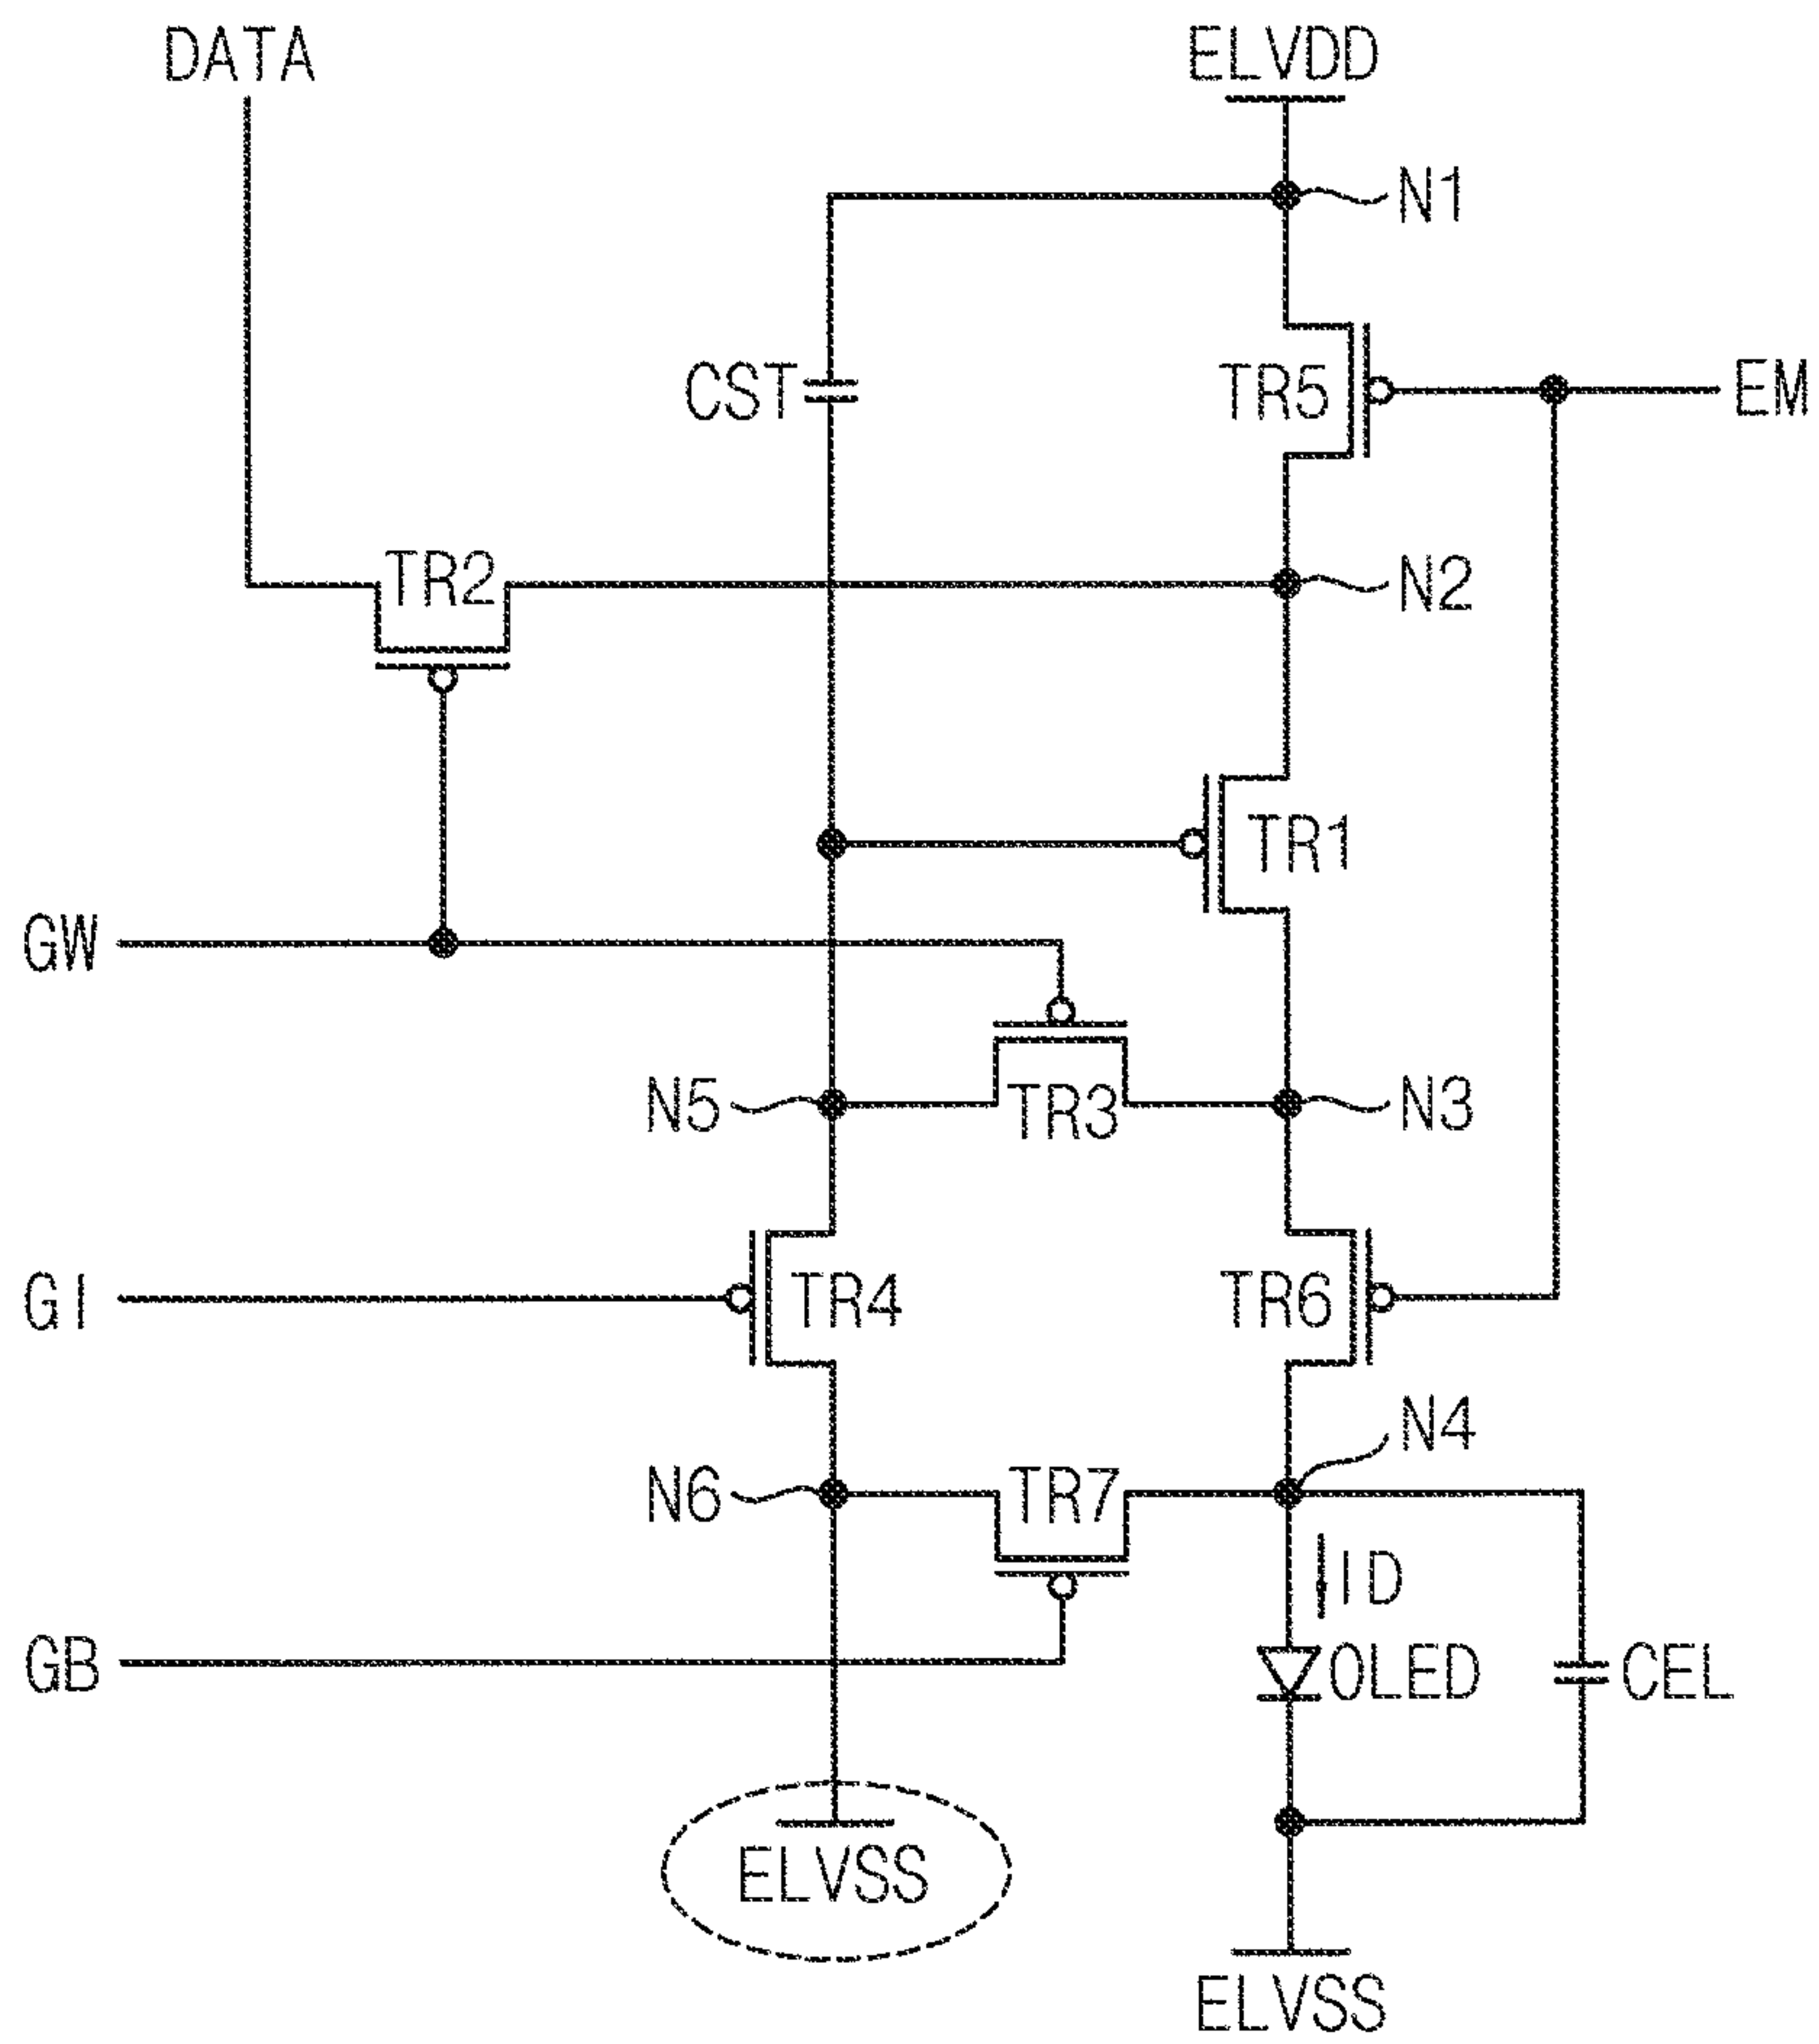 DATA
ELVDD
N1
CST
TR5
EM
TR2
N2
TR1
GW
N5
TR3
N3
GI
TR4
TR6
N4
N6
TR7
ID
GB
OLED
CEL
ELVSS
ELVSS